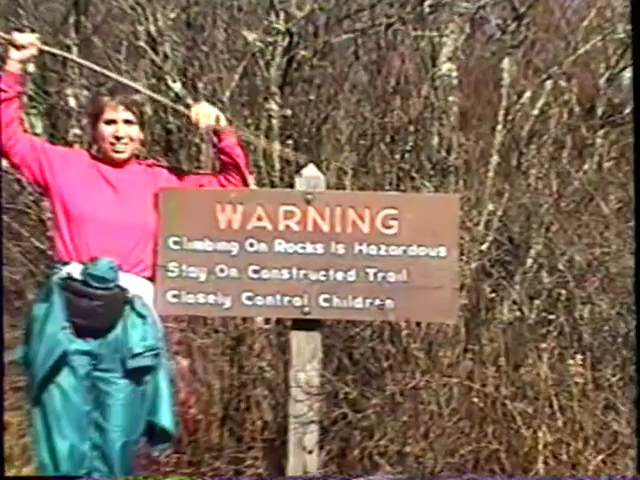 WARNING
Climbing On Rocks Is Hazardous
Stay On Constructed Trail
Closely Control Children